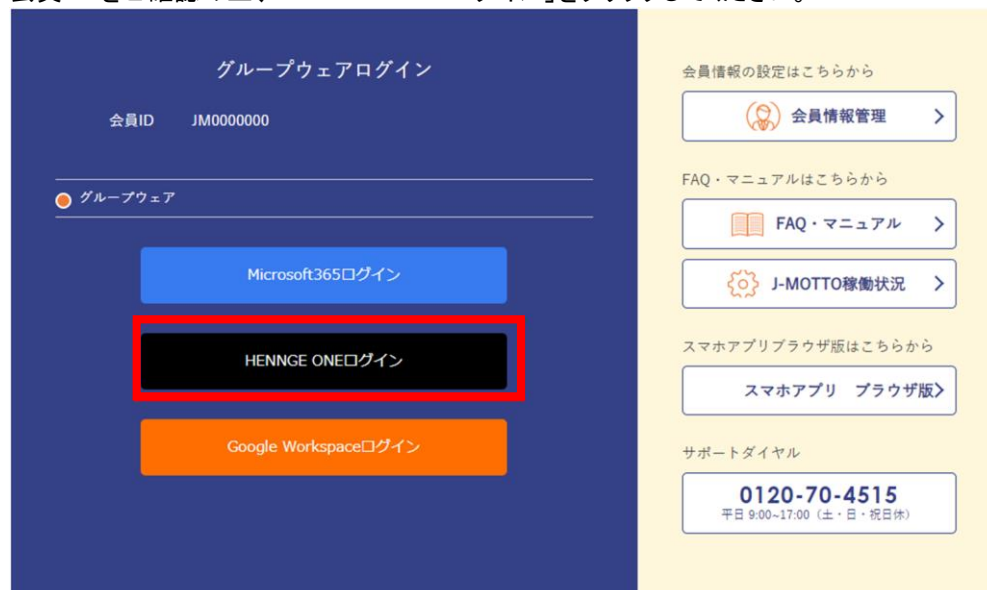 グループウェアログイン
会員ID JM0000000
グループウェア
Microsoft365ログイン
HENNGE ONEログイン
Google Workspaceログイン
会員情報の設定はこちらから
会員情報管理
FAQ・マニュアルはこちらから
FAQ・マニュアル
J-MOTTO稼働状況
スマホアプリブラウザ版はこちらから
スマホアプリ ブラウザ版
サポートダイヤル
0120-70-4515
平日 9:00~17:00（土・日・祝日休）